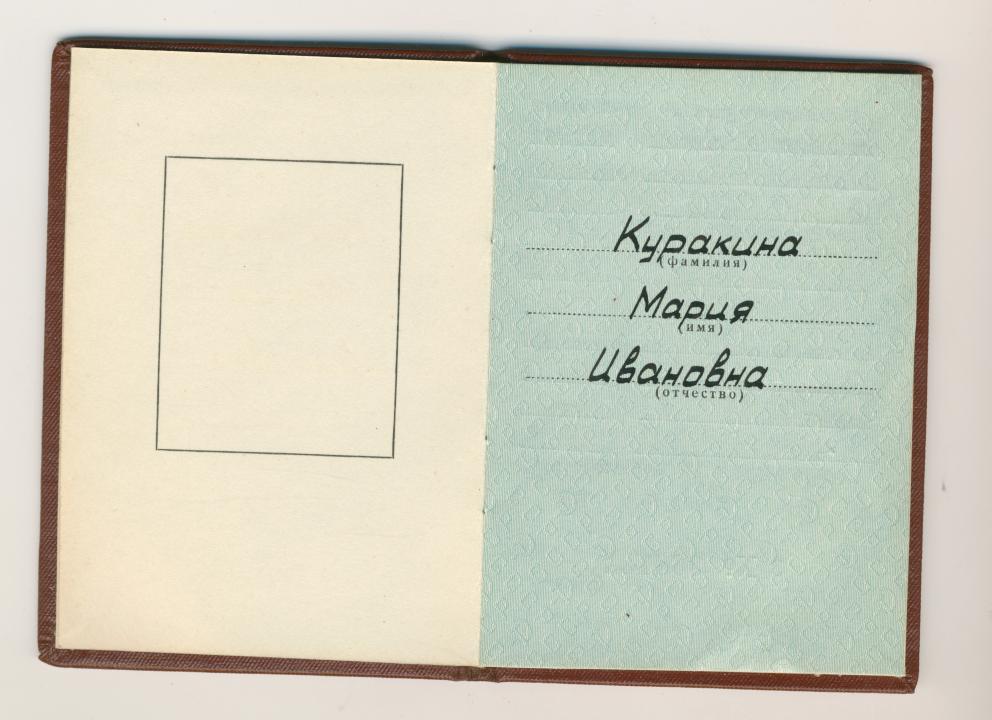 Куракина
(фамилия)
Мария
(имя)
Ивановна
(отчество)